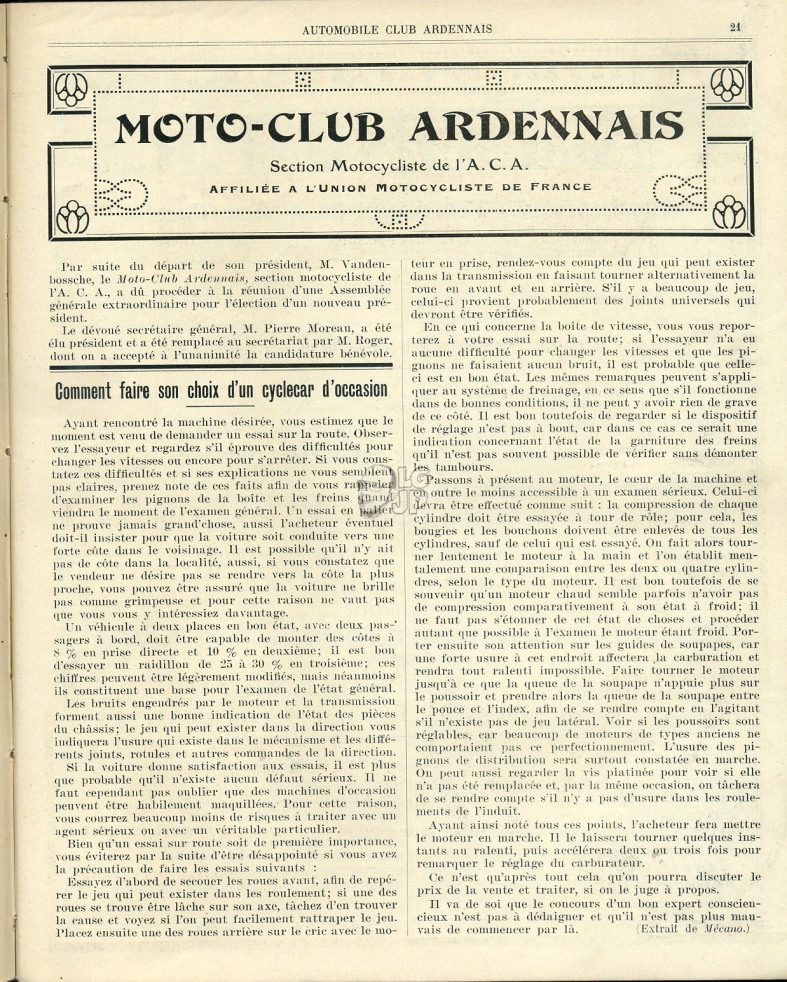 AUTOMOBILE CLUB ARDENNAIS
21
MOTO-CLUB ARDENNAIS
Section Motocycliste de l'A. C. A.
AFFILIÉE A L'UNION MOTOCYCLISTE DE FRANCE
Par suite du départ de son président, M. Vanden-
bossche, le Moto-Club Ardennais, section motocycliste de
l'A. C. A., a dû procéder à la réunion d'une Assemblée
générale extraordinaire pour l'élection d'un nouveau pré-
sident.
Le dévoué secrétaire général, M. Pierre Moreau, a été
élu président et a été remplacé au secrétariat par M. Roger,
dont on a accepté à l'unanimité la candidature bénévole.
Comment faire son choix d'un cyclecar d'occasion
Ayant rencontré la machine désirée, vous estimez que le
moment est venu de demander un essai sur la route. Obser-
vez l'essayeur et regardez s'il éprouve des difficultés pour
changer les vitesses ou encore pour s'arrêter. Si vous cons-
tatez ces difficultés et si ses explications ne vous semblent
pas claires, prenez note de ces faits afin de vous rappeler
d'examiner les pignons de la boîte et les freins quand
viendra le moment de l'examen général. Un essai en palier
ne prouve jamais grand'chose, aussi l'acheteur éventuel
doit-il insister pour que la voiture soit conduite vers une
forte côte dans le voisinage. Il est possible qu'il n'y ait
pas de côte dans la localité, aussi, si vous constatez que
le vendeur ne désire pas se rendre vers la côte la plus
proche, vous pouvez être assuré que la voiture ne brille
pas comme grimpeuse et pour cette raison ne vaut pas
que vous vous y intéressiez davantage.
Un véhicule à deux places en bon état, avec deux pas-
sagers à bord, doit être capable de monter des côtes à
8 % en prise directe et 10 % en deuxième; il est bon
d'essayer un raidillon de 25 à 30 % en troisième; ces
chiffres peuvent être légèrement modifiés, mais néanmoins
ils constituent une base pour l'examen de l'état général.
Les bruits engendrés par le moteur et la transmission
forment aussi une bonne indication de l'état des pièces
du châssis; le jeu qui peut exister dans la direction vous
indiquera l'usure qui existe dans le mécanisme et les diffé-
rents joints, rotules et autres commandes de la direction.
Si la voiture donne satisfaction aux essais, il est plus
que probable qu'il n'existe aucun défaut sérieux. Il ne
faut cependant pas oublier que des machines d'occasion
peuvent être habilement maquillées. Pour cette raison,
vous courrez beaucoup moins de risques à traiter avec un
agent sérieux ou avec un véritable particulier.
Bien qu'un essai sur route soit de première importance,
vous éviterez par la suite d'être désappointé si vous avez
la précaution de faire les essais suivants :
Essayez d'abord de secouer les roues avant, afin de repé-
rer le jeu qui peut exister dans les roulement; si une des
roues se trouve être lâche sur son axe, tâchez d'en trouver
la cause et voyez si l'on peut facilement rattraper le jeu.
Placez ensuite une des roues arrière sur le cric avec le mo-
teur en prise, rendez-vous compte du jeu qui peut exister
dans la transmission en faisant tourner alternativement la
roue en avant et en arrière. S'il y a beaucoup de jeu,
celui-ci provient probablement des joints universels qui
devront être vérifiés.
En ce qui concerne la boîte de vitesse, vous vous repor-
terez à votre essai sur la route; si l'essayeur n'a eu
aucune difficulté pour changer les vitesses et que les pi-
gnons ne faisaient aucun bruit, il est probable que celle-
ci est en bon état. Les mêmes remarques peuvent s'appli-
quer au système de freinage, en ce sens que s'il fonctionne
dans de bonnes conditions, il ne peut y avoir rien de grave
de ce côté. Il est bon toutefois de regarder si le dispositif
de réglage n'est pas à bout, car dans ce cas ce serait une
indication concernant l'état de la garniture des freins
qu'il n'est pas souvent possible de vérifier sans démonter
les tambours.
Passons à présent au moteur, le cœur de la machine et
outre le moins accessible à un examen sérieux. Celui-ci
devra être effectué comme suit : la compression de chaque
cylindre doit être essayée à tour de rôle; pour cela, les
bougies et les bouchons doivent être enlevés de tous les
cylindres, sauf de celui qui est essayé. On fait alors tour-
ner lentement le moteur à la main et l'on établit men-
talement une comparaison entre les deux ou quatre cylin-
dres, selon le type du moteur. Il est bon toutefois de se
souvenir qu'un moteur chaud semble parfois n'avoir pas
de compression comparativement à son état à froid; il
ne faut pas s'étonner de cet état de choses et procéder
autant que possible à l'examen le moteur étant froid. Por-
ter ensuite son attention sur les guides de soupapes, car
une forte usure à cet endroit affectera la carburation et
rendra tout ralenti impossible. Faire tourner le moteur
jusqu'à ce que la queue de la soupape n'appuie plus sur
le poussoir et prendre alors la queue de la soupape entre
le pouce et l'index, afin de se rendre compte en l'agitant
s'il n'existe pas de jeu latéral. Voir si les poussoirs sont
réglables, car beaucoup de moteurs de types anciens ne
comportaient pas ce perfectionnement. L'usure des pi-
gnons de distribution sera surtout constatée en marche.
On peut aussi regarder la vis platinée pour voir si elle
n'a pas été remplacée et, par la même occasion, on tâchera
de se rendre compte s'il n'y a pas d'usure dans les roule-
ments de l'induit.
Ayant ainsi noté tous ces points, l'acheteur fera mettre
le moteur en marche. Il le laissera tourner quelques ins-
tants au ralenti, puis accélérera deux ou trois fois pour
remarquer le réglage du carburateur.
Ce n'est qu'après tout cela qu'on pourra discuter le
prix de la vente et traiter, si on le juge à propos.
Il va de soi que le concours d'un bon expert conscien-
cieux n'est pas à dédaigner et qu'il n'est pas plus mau-
vais de commencer par là. (Extrait de Mécano.)